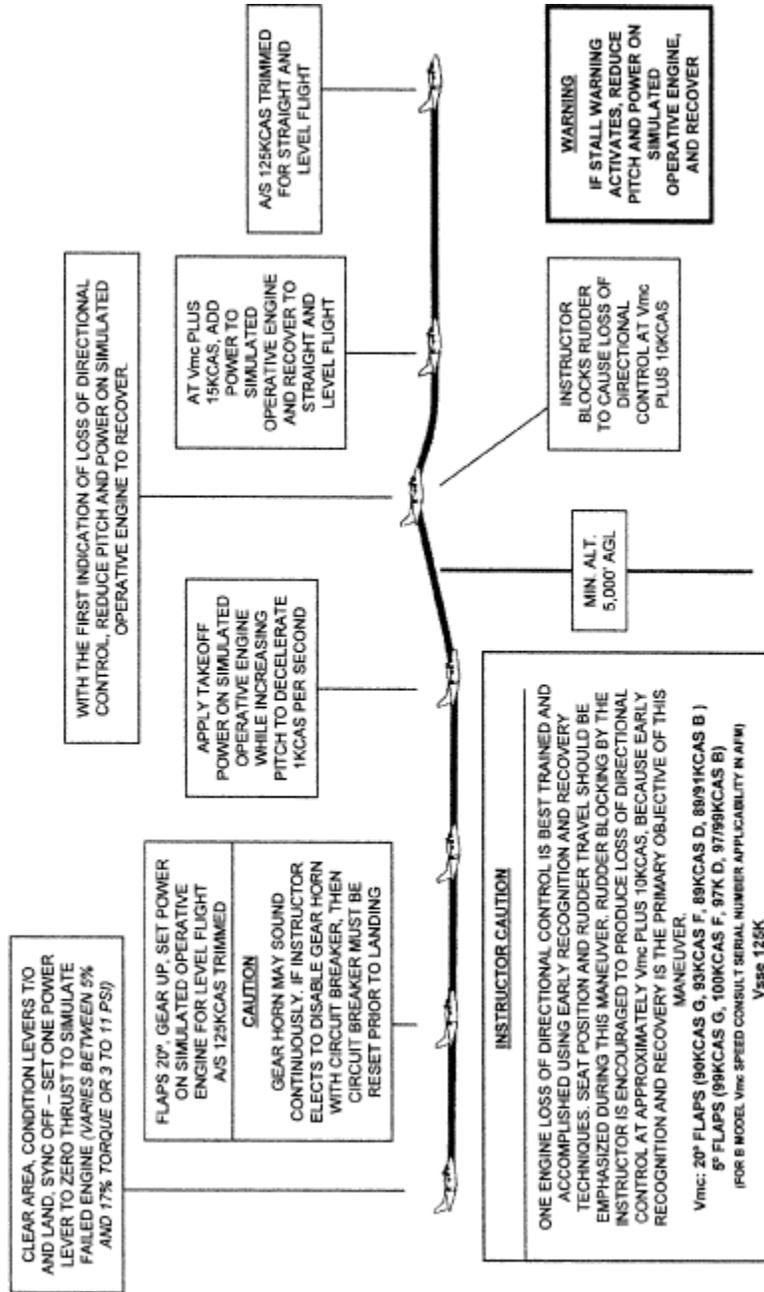 CLEAR AREA, CONDITION LEVERS T/O
AND LAND, SYNC OFF – SET ONE POWER
LEVER TO ZERO THRUST TO SIMULATE
FAILED ENGINE (VARIES BETWEEN 5%
AND 17% TORQUE OR 3 TO 11 PSI)
FLAPS 20°, GEAR UP, SET POWER
ON SIMULATED OPERATIVE
ENGINE FOR LEVEL FLIGHT
A/S 125KCAS TRIMMED
CAUTION
GEAR HORN MAY SOUND
CONTINUOUSLY. IF INSTRUCTOR
ELECTS TO DISABLE GEAR HORN
WITH CIRCUIT BREAKER, THEN
CIRCUIT BREAKER MUST BE
RESET PRIOR TO LANDING
APPLY TAKEOFF
POWER ON SIMULATED
OPERATIVE ENGINE
WHILE INCREASING
PITCH TO DECELERATE
1KCAS PER SECOND
WITH THE FIRST INDICATION OF LOSS OF DIRECTIONAL
CONTROL, REDUCE PITCH AND POWER ON SIMULATED
OPERATIVE ENGINE TO RECOVER.
AT Vmc PLUS
15KCAS, ADD
POWER TO
SIMULATED
OPERATIVE ENGINE
AND RECOVER TO
STRAIGHT AND
LEVEL FLIGHT
A/S 125KCAS TRIMMED
FOR STRAIGHT AND
LEVEL FLIGHT
INSTRUCTOR CAUTION
ONE ENGINE LOSS OF DIRECTIONAL CONTROL IS BEST TRAINED AND
ACCOMPLISHED USING EARLY RECOGNITION AND RECOVERY
TECHNIQUES. SEAT POSITION AND RUDDER TRAVEL SHOULD BE
EMPHASIZED DURING THIS MANEUVER. RUDDER BLOCKING BY THE
INSTRUCTOR IS ENCOURAGED TO PRODUCE LOSS OF DIRECTIONAL
CONTROL AT APPROXIMATELY Vmc PLUS 10KCAS, BECAUSE EARLY
RECOGNITION AND RECOVERY IS THE PRIMARY OBJECTIVE OF THIS
MANEUVER.
Vmc: 20° FLAPS (90KCAS G, 93KCAS F, 89KCAS D, 89/91KCAS B )
5° FLAPS (99KCAS G, 100KCAS F, 97K D, 97/99KCAS B)
(FOR B MODEL Vmc SPEED CONSULT SERIAL NUMBER APPLICABILITY IN AFM)
Vsse 125K
MIN. ALT.
5,000' AGL
INSTRUCTOR
BLOCKS RUDDER
TO CAUSE LOSS OF
DIRECTIONAL
CONTROL AT Vmc
PLUS 10KCAS
WARNING
IF STALL WARNING
ACTIVATES, REDUCE
PITCH AND POWER ON
SIMULATED
OPERATIVE ENGINE,
AND RECOVER